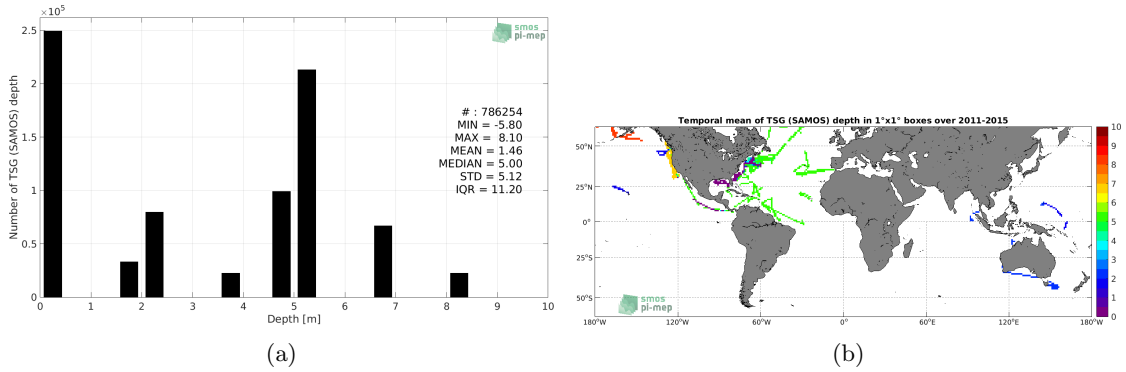 ×10⁵
2.5
2
1.5
1
0.5
0
Number of TSG (SAMOS) depth
smos
pi-mep
# : 786254
MIN = -5.80
MAX = 8.10
MEAN = 1.46
MEDIAN = 5.00
STD = 5.12
IQR = 11.20
0 1 2 3 4 5 6 7 8 9 10
Depth [m]
(a)
Temporal mean of TSG (SAMOS) depth in 1°x1° boxes over 2011-2015
50°N
25°N
0°
25°S
50°S
smos
pi-mep
180°W 120°W 60°W 0° 60°E 120°E 180°E
10
9
8
7
6
5
4
3
2
1
0
(b)